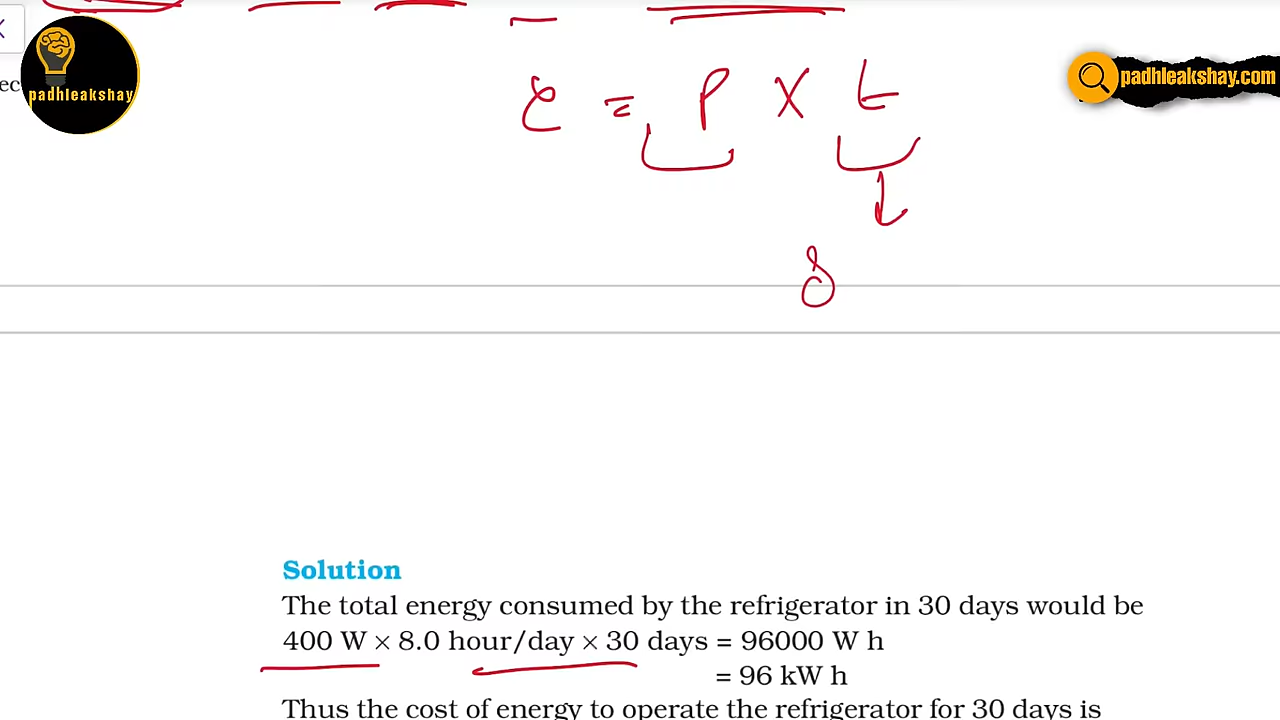 ec
padhleakshay
padhleakshay.com
E = P X t
8
Solution
The total energy consumed by the refrigerator in 30 days would be
400 W × 8.0 hour/day × 30 days = 96000 W h
= 96 kW h
Thus the cost of energy to operate the refrigerator for 30 days is